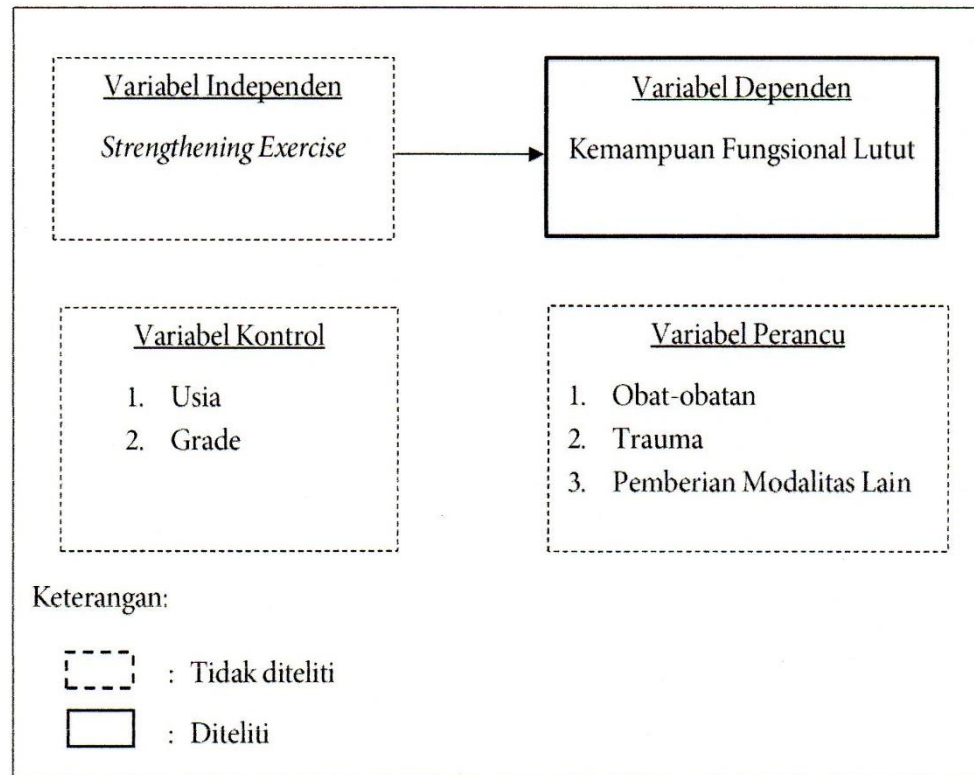 Variabel Independen
Strengthening Exercise
Variabel Dependen
Kemampuan Fungsional Lutut
Variabel Kontrol
1. Usia
2. Grade
Variabel Perancu
1. Obat-obatan
2. Trauma
3. Pemberian Modalitas Lain
Keterangan:
: Tidak diteliti
: Diteliti